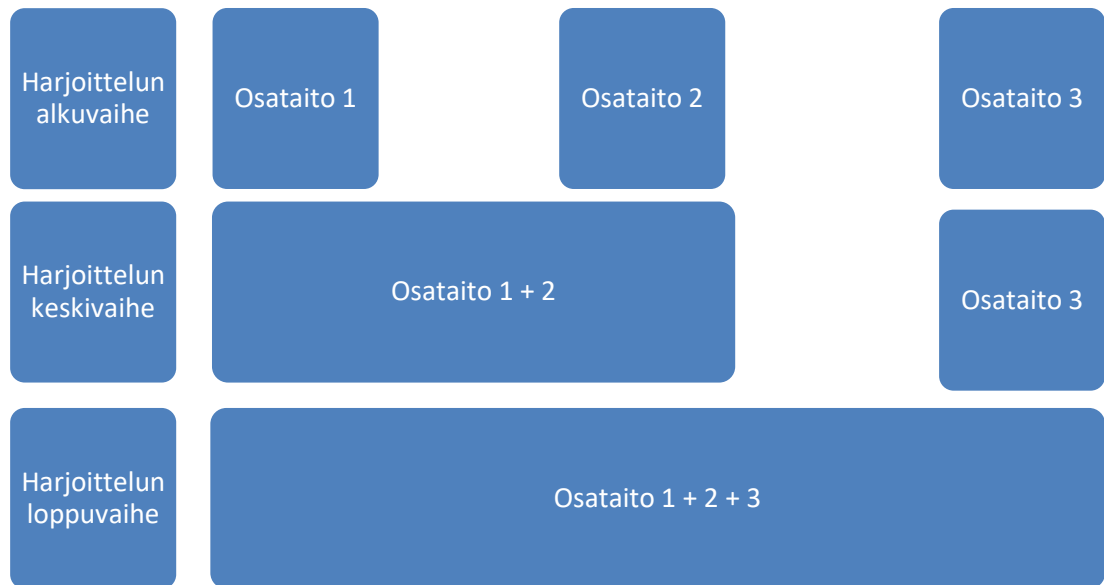 Harjoittelun
alkuvaihe
Osataito 1
Osataito 2
Osataito 3
Harjoittelun
keskivaihe
Osataito 1 + 2
Osataito 3
Harjoittelun
loppuvaihe
Osataito 1 + 2 + 3